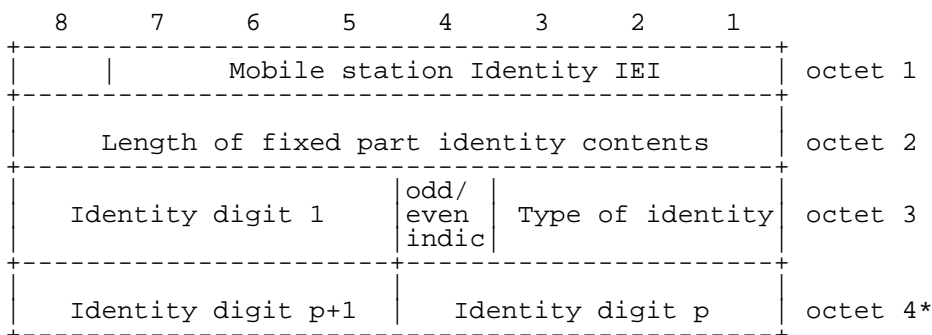 8 7 6 5 4 3 2 1
Mobile station Identity IEI octet 1
Length of fixed part identity contents octet 2
odd/
Identity digit 1 even Type of identity octet 3
indic
Identity digit p+1 Identity digit p octet 4*